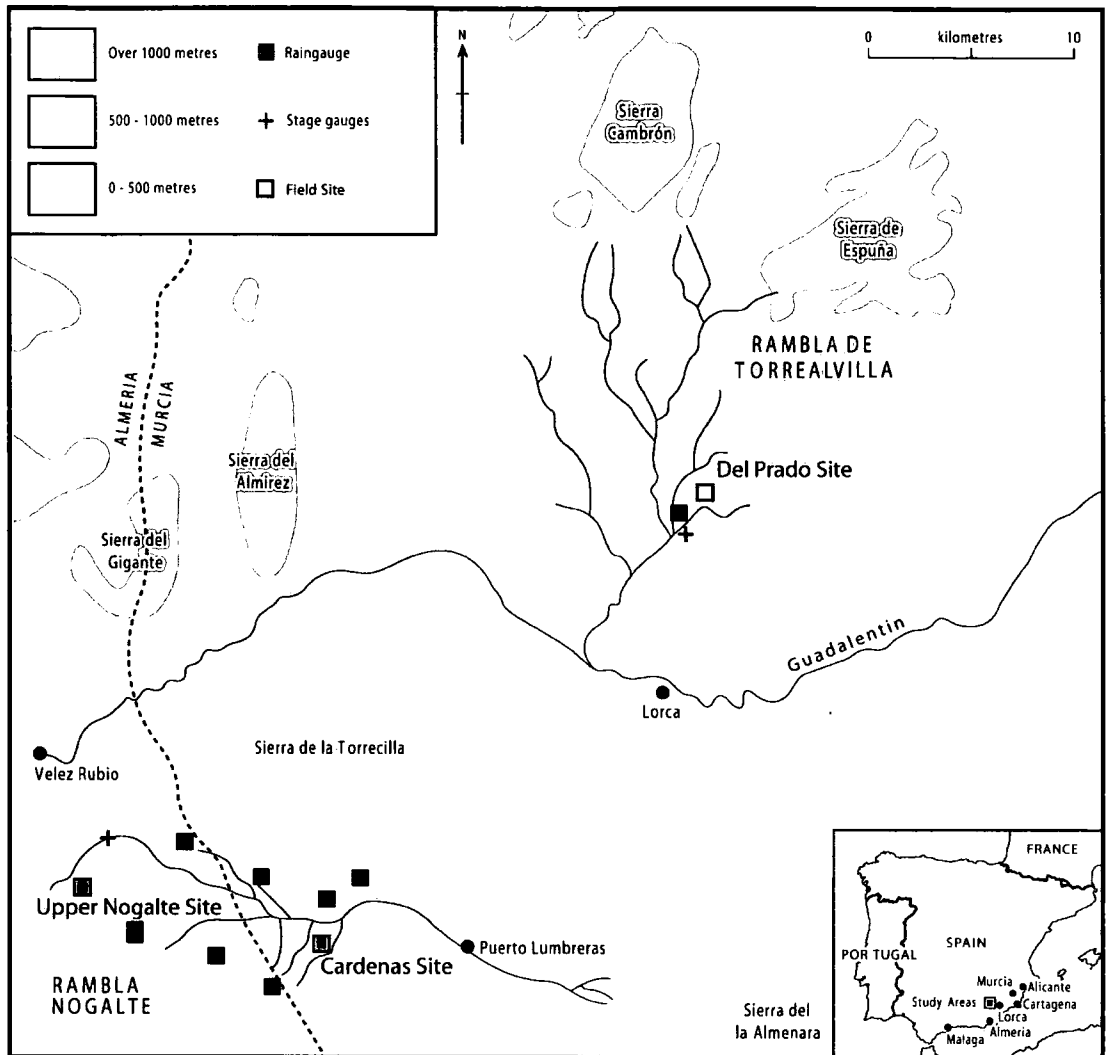 Over 1000 metres
Raingauge
500 - 1000 metres
Stage gauges
0 - 500 metres
Field Site
N
0 kilometres 10
Sierra
Cambrón
Sierra de
Espuña
RAMBLA DE
TORREALVILLA
ALMERIA
MURCIA
Sierra del
Almirez
Del Prado Site
Sierra del
Gigante
Guadalentin
Lorca
Sierra de la Torrecilla
Velez Rubio
Upper Nogalte Site
Puerto Lumbreras
Cardenas Site
RAMBLA
NOGALTE
Sierra del
la Almenara
FRANCE
PORTUGAL
SPAIN
Murcia
Alicante
Study Areas
Cartagena
Lorca
Almeria
Malaga